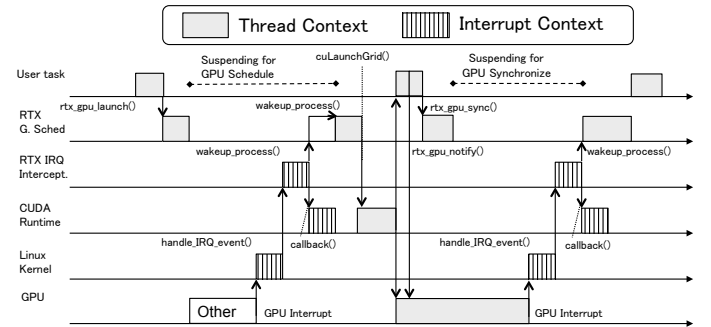 Thread Context
Interrupt Context
cuLaunchGrid()
Suspending for
GPU Schedule
Suspending for
GPU Synchronize
User task
rtx_gpu_launch()
wakeup_process()
rtx_gpu_sync()
RTX
G. Sched
wakeup_process()
rtx_gpu_notify()
wakeup_process()
RTX IRQ
Intercept.
CUDA
Runtime
handle_IRQ_event()
callback()
handle_IRQ_event()
callback()
Linux
Kernel
GPU
Other
GPU Interrupt
GPU Interrupt